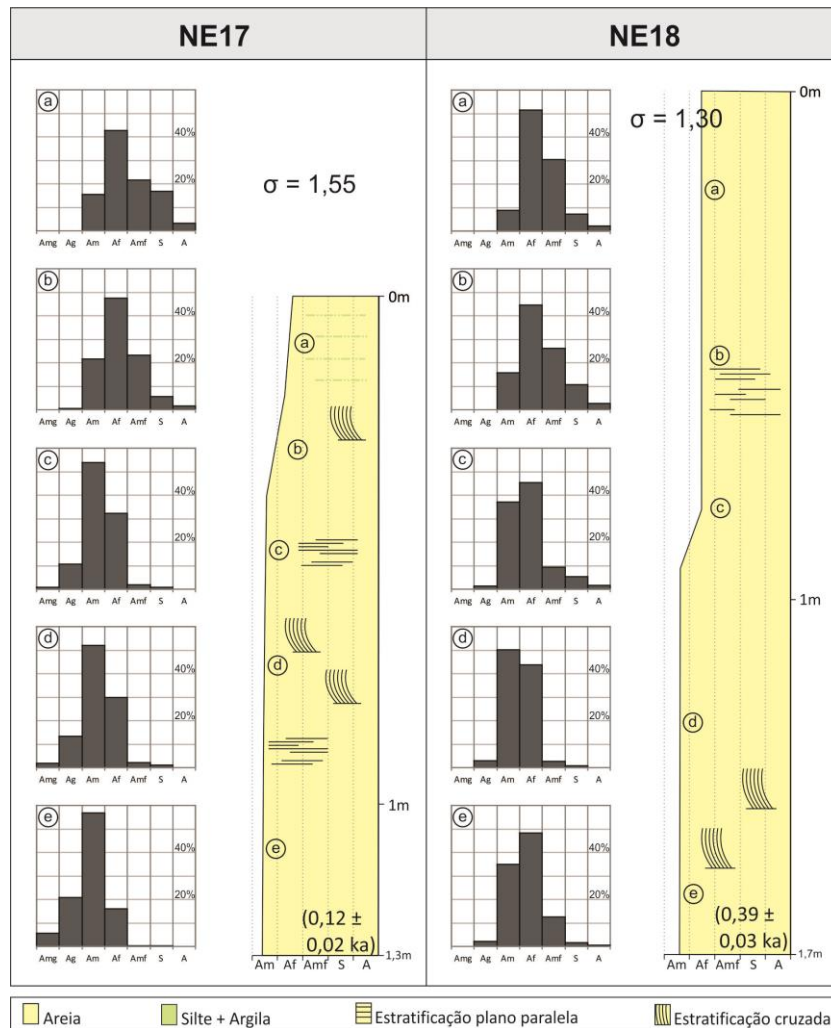 NE17
NE18
a
40%
20%
Amg Ag Am Af Amf S A
σ = 1,55
b
40%
20%
Amg Ag Am Af Amf S A
c
40%
20%
Amg Ag Am Af Amf S A
d
40%
20%
Amg Ag Am Af Amf S A
e
40%
20%
Amg Ag Am Af Amf S A
0m
a
b
c
d
1m
e
(0,12 ±
0,02 ka)
1,3m
Am Af Amf S A
a
40%
20%
Amg Ag Am Af Amf S A
σ = 1,30
b
40%
20%
Amg Ag Am Af Amf S A
c
40%
20%
Amg Ag Am Af Amf S A
d
40%
20%
Amg Ag Am Af Amf S A
e
40%
20%
Amg Ag Am Af Amf S A
0m
a
b
c
1m
d
e
(0,39 ±
0,03 ka)
1,7m
Am Af Amf S A
Areia
Silte + Argila
Estratificação plano paralela
Estratificação cruzada